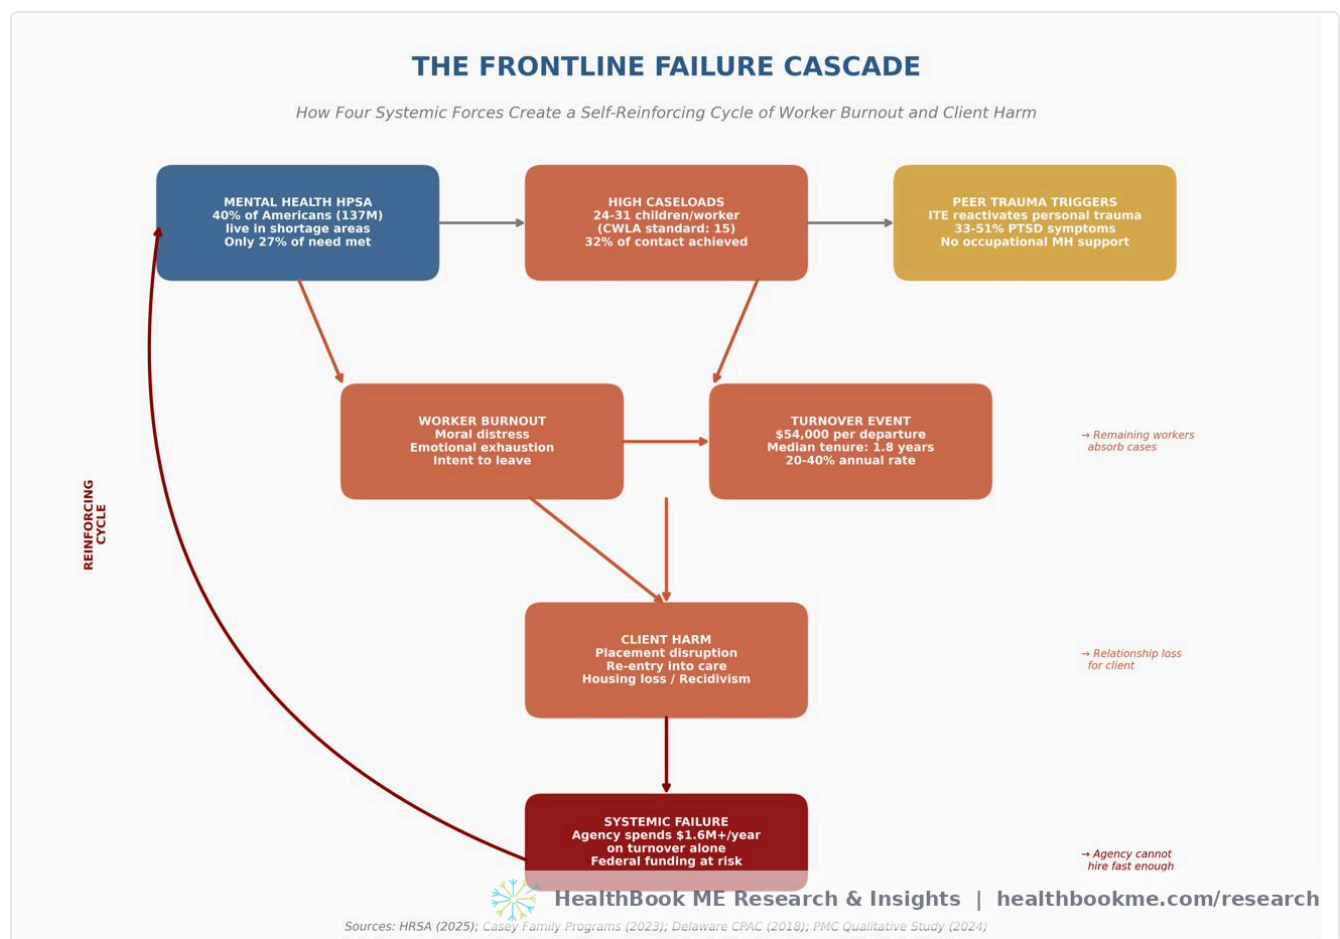 THE FRONTLINE FAILURE CASCADE
How Four Systemic Forces Create a Self-Reinforcing Cycle of Worker Burnout and Client Harm
MENTAL HEALTH HPSA
40% of Americans (137M)
live in shortage areas
Only 27% of need met
HIGH CASELOADS
24-31 children/worker
(CWLA standard: 15)
32% of contact achieved
PEER TRAUMA TRIGGERS
ITE reactivates personal trauma
33-51% PTSD symptoms
No occupational MH support
WORKER BURNOUT
Moral distress
Emotional exhaustion
Intent to leave
TURNOVER EVENT
$54,000 per departure
Median tenure: 1.8 years
20-40% annual rate
→ Remaining workers
absorb cases
REINFORCING
CYCLE
CLIENT HARM
Placement disruption
Re-entry into care
Housing loss / Recidivism
→ Relationship loss
for client
SYSTEMIC FAILURE
Agency spends $1.6M+/year
on turnover alone
Federal funding at risk
→ Agency cannot
hire fast enough
HealthBook ME Research & Insights | healthbookme.com/research
Sources: HRSA (2025); Casey Family Programs (2023); Delaware CPAC (2018); PMC Qualitative Study (2024)